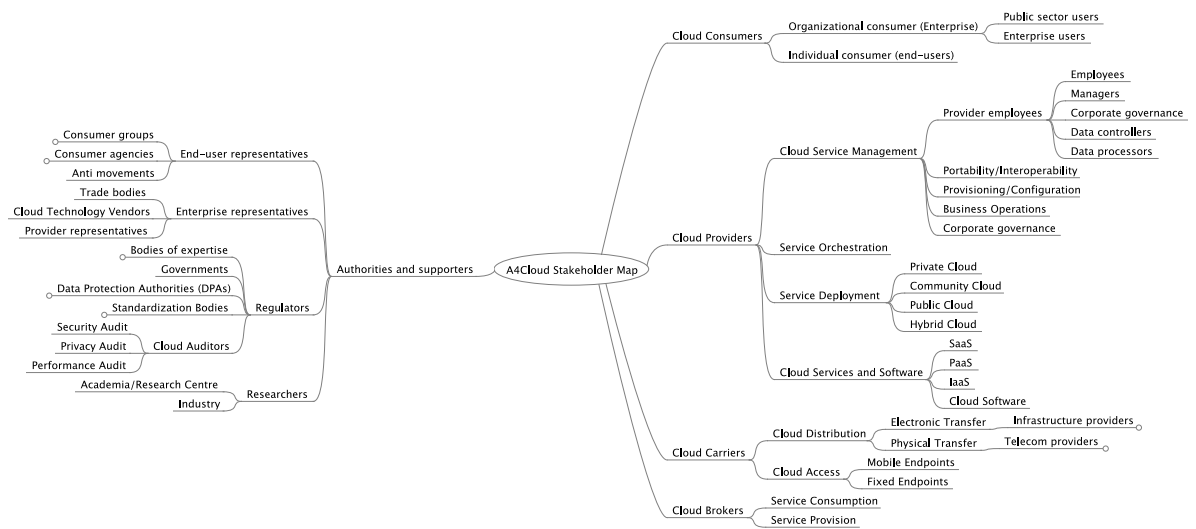 A4Cloud Stakeholder Map
Cloud Consumers
Organizational consumer (Enterprise)
Public sector users
Enterprise users
Individual consumer (end-users)
Cloud Providers
Cloud Service Management
Provider employees
Employees
Managers
Corporate governance
Data controllers
Data processors
Portability/Interoperability
Provisioning/Configuration
Business Operations
Corporate governance
Service Orchestration
Service Deployment
Private Cloud
Community Cloud
Public Cloud
Hybrid Cloud
Cloud Services and Software
SaaS
PaaS
IaaS
Cloud Software
Cloud Carriers
Cloud Distribution
Electronic Transfer
Infrastructure providers
Physical Transfer
Telecom providers
Cloud Access
Mobile Endpoints
Fixed Endpoints
Cloud Brokers
Service Consumption
Service Provision
Authorities and supporters
End-user representatives
Consumer groups
Consumer agencies
Anti movements
Enterprise representatives
Trade bodies
Cloud Technology Vendors
Provider representatives
Regulators
Bodies of expertise
Governments
Data Protection Authorities (DPAs)
Standardization Bodies
Cloud Auditors
Security Audit
Privacy Audit
Performance Audit
Researchers
Academia/Research Centre
Industry